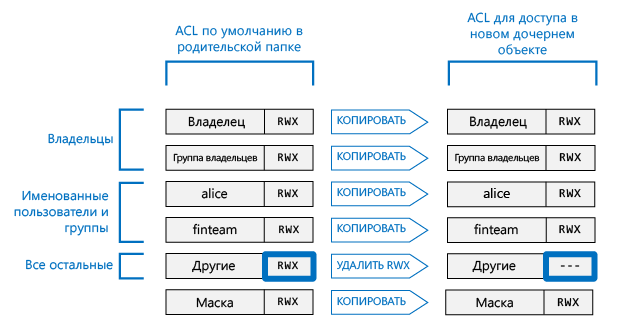 ACL по умолчанию в
родительской папке
ACL для доступа в
новом дочернем
объекте
Владельцы
Владелец RWX КОПИРОВАТЬ Владелец RWX
Группа владельцев RWX КОПИРОВАТЬ Группа владельцев RWX
Именованные
пользователи и
группы
alice RWX КОПИРОВАТЬ alice RWX
finteam RWX КОПИРОВАТЬ finteam RWX
Все остальные
Другие RWX УДАЛИТЬ RWX Другие ---
Маска RWX КОПИРОВАТЬ Маска RWX